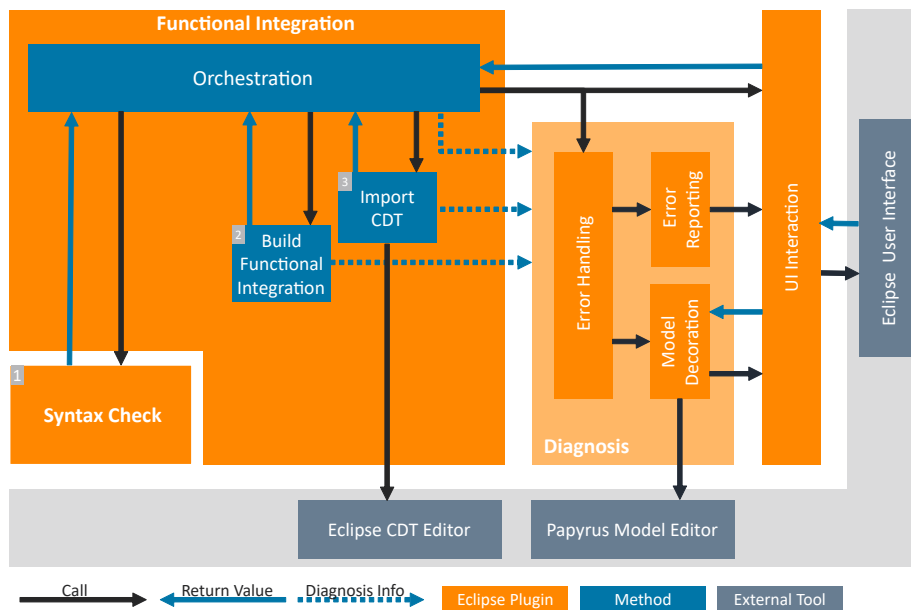 Functional Integration
Orchestration
3
Import
CDT
2
Build
Functional
Integration
1
Syntax Check
Error Handling
Error
Reporting
Model
Decoration
Diagnosis
UI Interaction
Eclipse User Interface
Eclipse CDT Editor
Papyrus Model Editor
Call
Return Value
Diagnosis Info
Eclipse Plugin
Method
External Tool